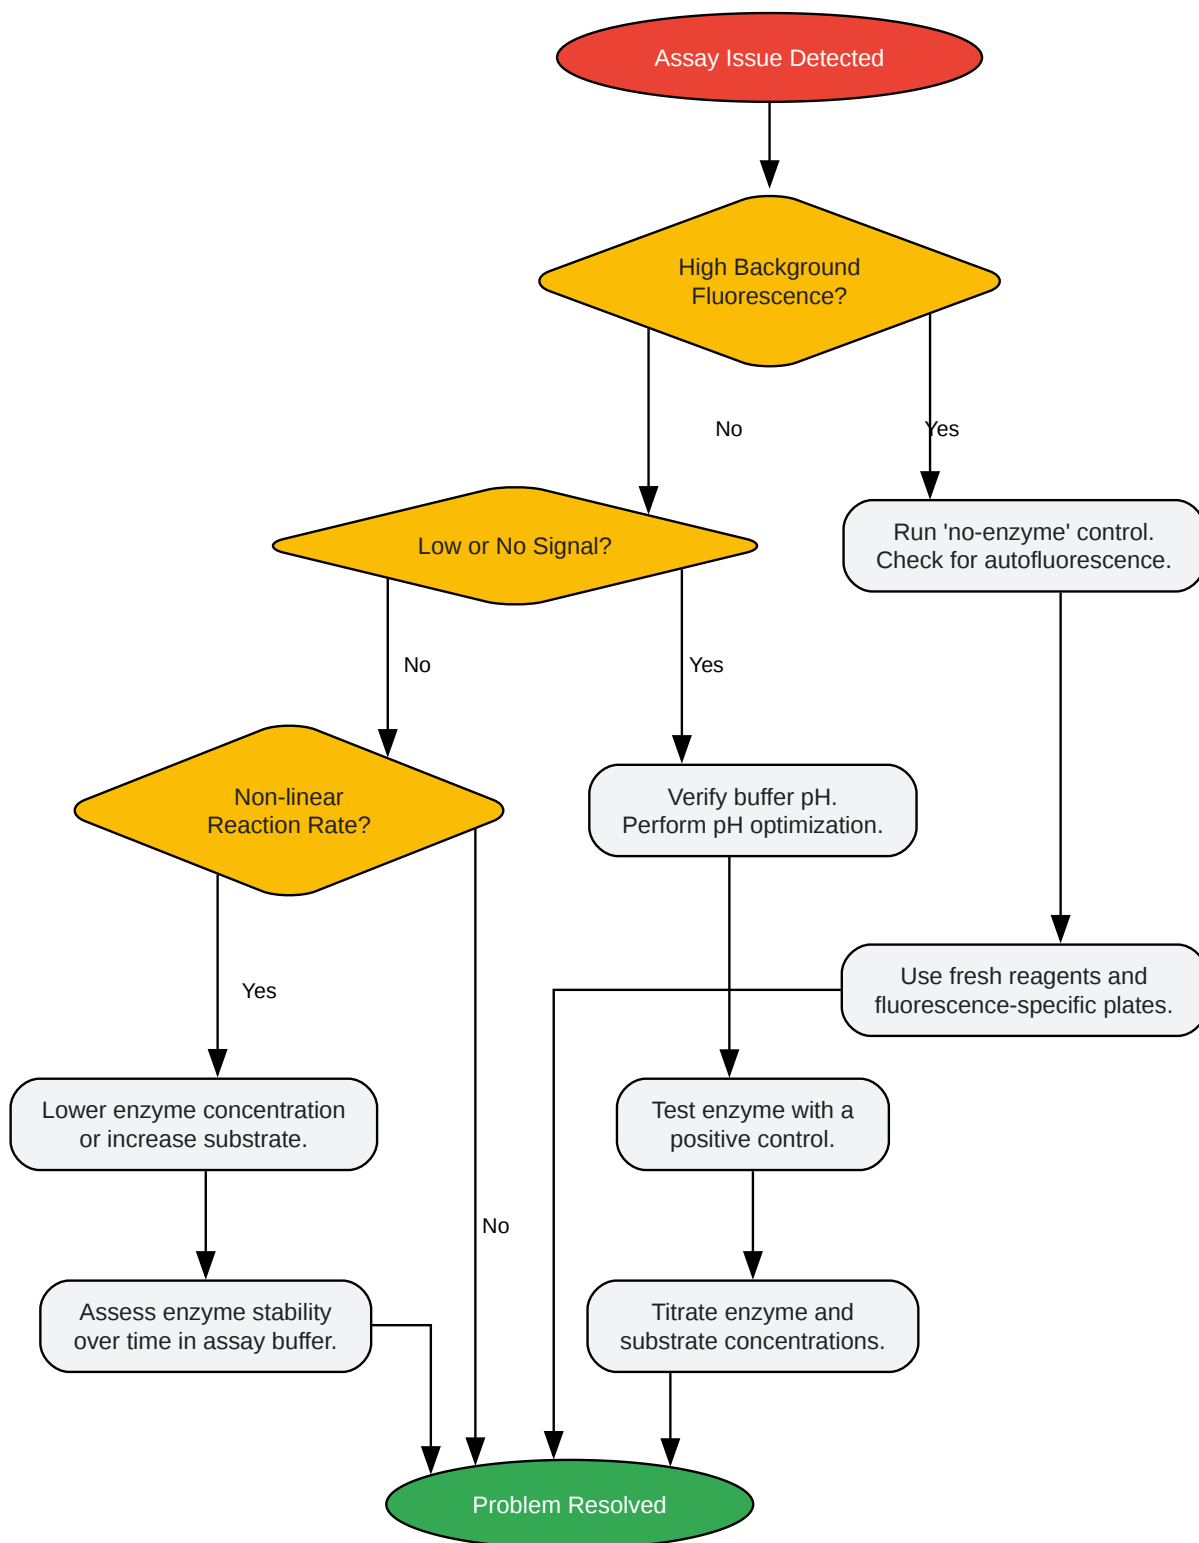 Assay Issue Detected
High Background
Fluorescence?
No
Yes
Run 'no-enzyme' control.
Check for autofluorescence.
Low or No Signal?
No
Yes
Non-linear
Reaction Rate?
Verify buffer pH.
Perform pH optimization.
Yes
Use fresh reagents and
fluorescence-specific plates.
Lower enzyme concentration
or increase substrate.
Test enzyme with a
positive control.
No
Assess enzyme stability
over time in assay buffer.
Titrate enzyme and
substrate concentrations.
Problem Resolved